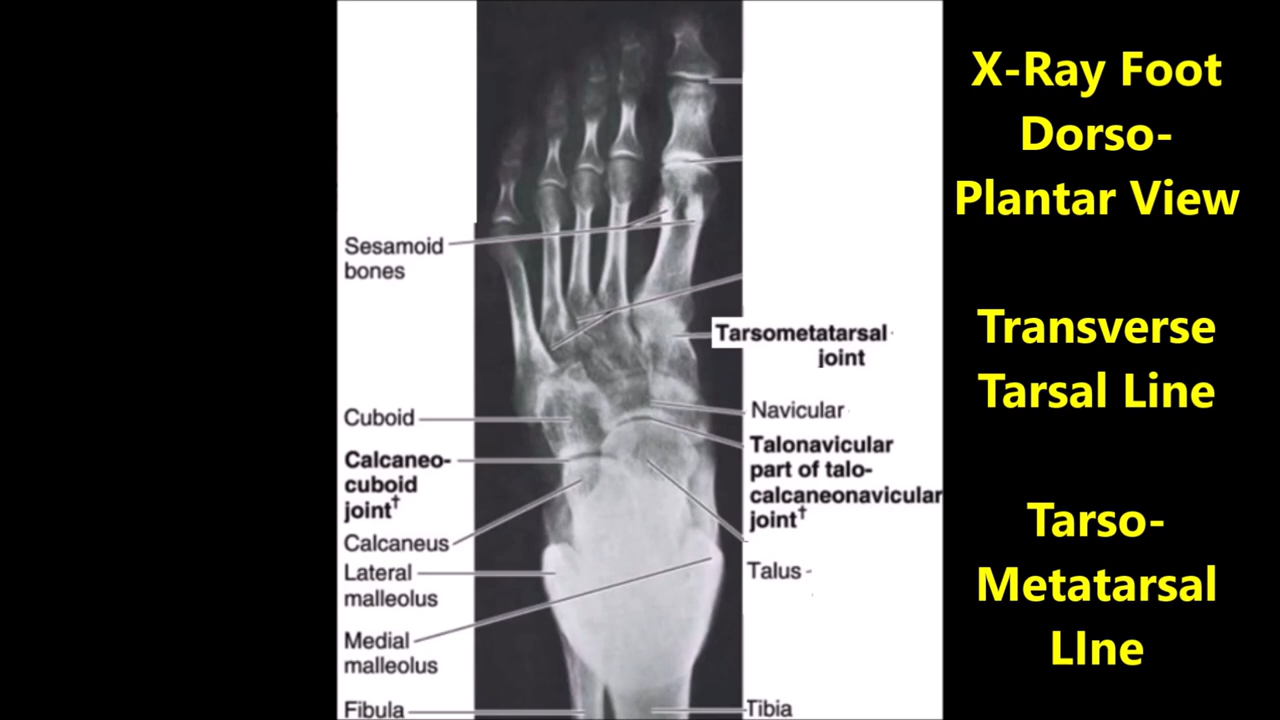 Sesamoid
bones
Cuboid
Calcaneo-
cuboid
joint†
Calcaneus
Lateral
malleolus
Medial
malleolus
Fibula
Tarsometatarsal
joint
Navicular
Talonavicular
part of talo-
calcaneonavicular
joint†
Talus
Tibia
X-Ray Foot
Dorso-
Plantar View
Transverse
Tarsal Line
Tarso-
Metatarsal
LIne